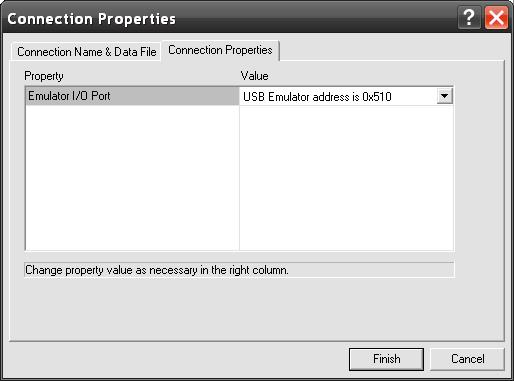 Connection Properties
Connection Name & Data File
Connection Properties
Property Value
Emulator I/O Port USB Emulator address is 0x510
Change property value as necessary in the right column.
Finish Cancel